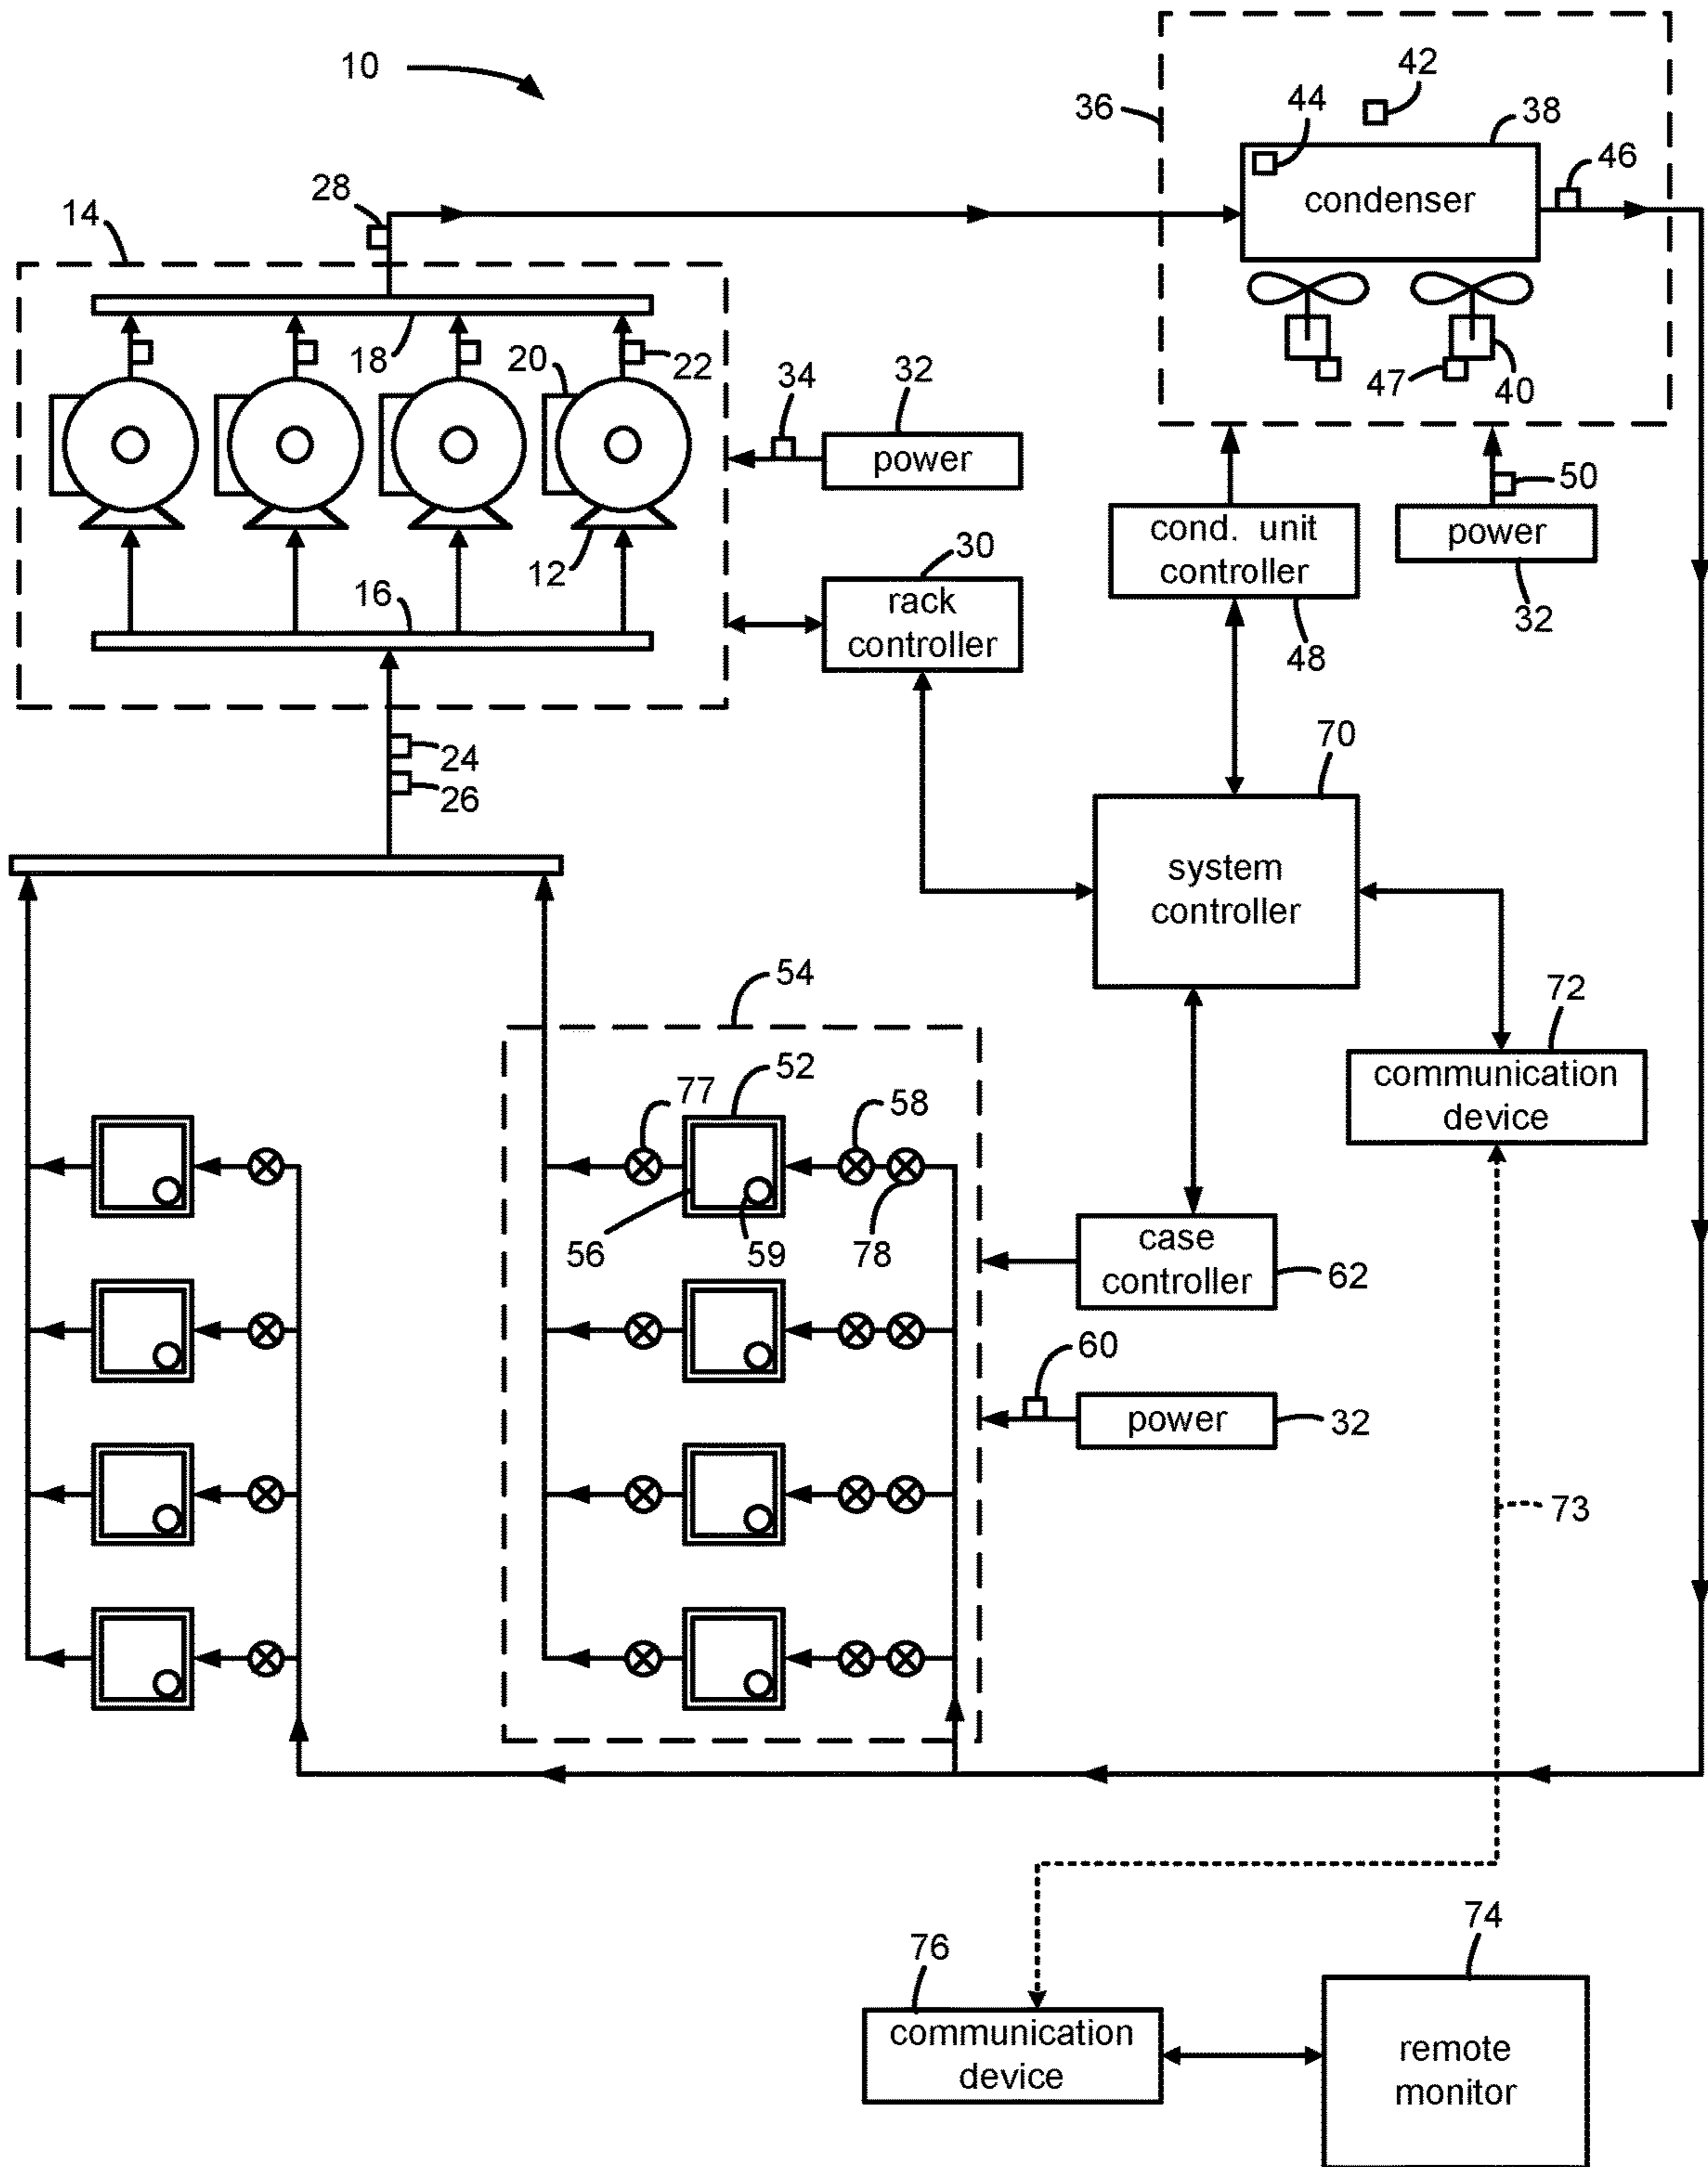 10
42
44
36
38
46
28
condenser
14
18
20
22
34
32
47
40
power
50
cond. unit
controller
power
12
30
32
rack
controller
16
48
24
26
70
system
controller
54
72
communication
device
77
52
58
56
59
78
case
controller
62
60
power
32
73
74
76
communication
device
remote
monitor